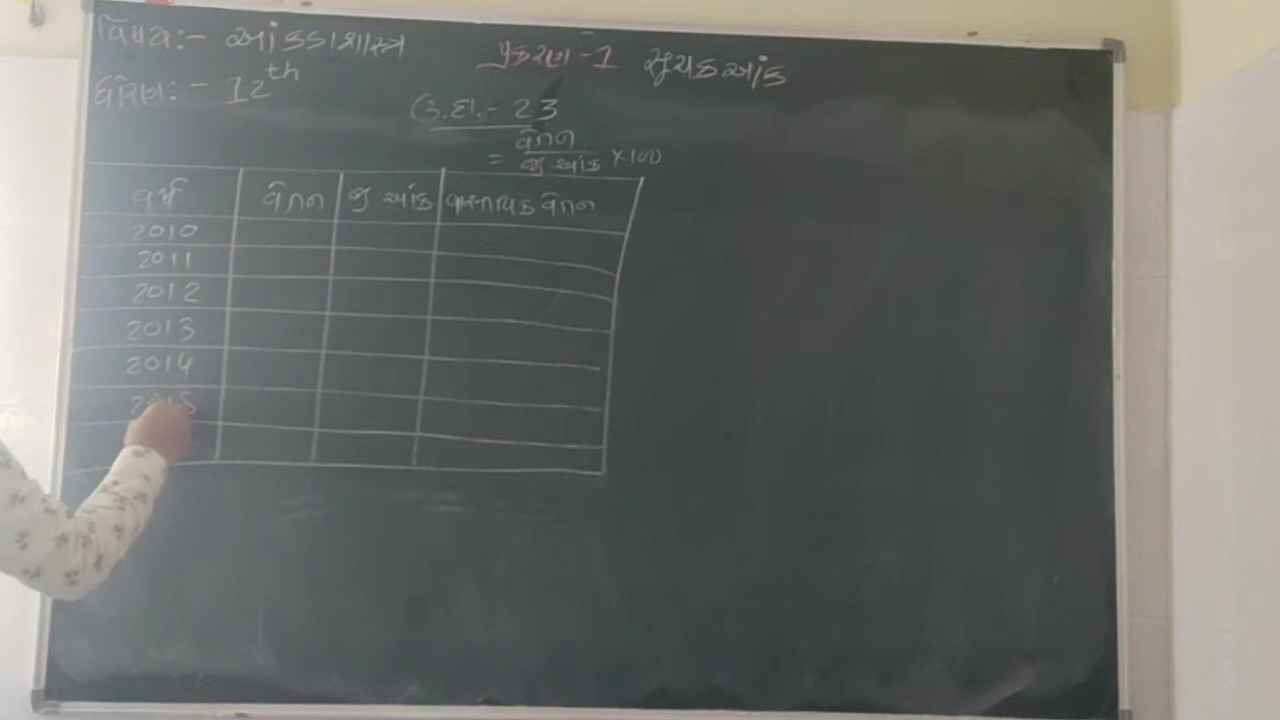 વિષય:- આંકડાશાસ્ત્ર
પ્રકરણ-1 સૂચકઆંક
ધોરણ:- 12th
ઉ.દા.- 23
= વેતન / જી આંક ×100
વર્ષ વેતન જી આંક વાસ્તવિક વેતન
2010
2011
2012
2013
2014
2015